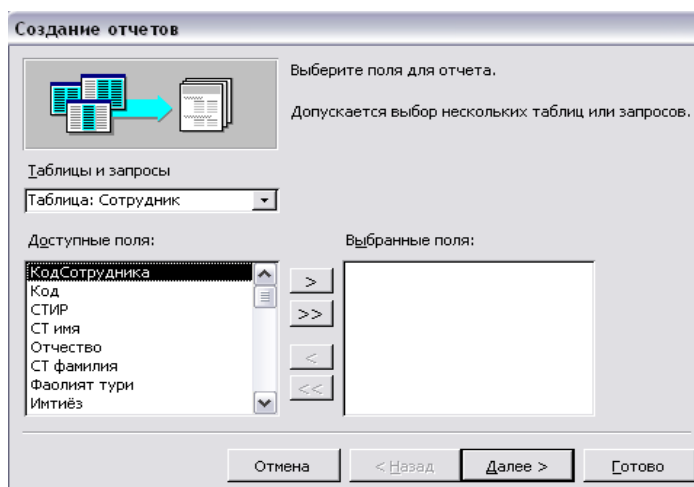 Создание отчетов
Выберите поля для отчета.
Допускается выбор нескольких таблиц или запросов.
Таблицы и запросы
Таблица: Сотрудник
Доступные поля:
Выбранные поля:
КодСотрудника
Код
СТИР
СТ имя
Отчество
СТ фамилия
Фаолият тури
Имтиёз
>
>>
<
<<
Отмена
< Назад
Далее >
Готово